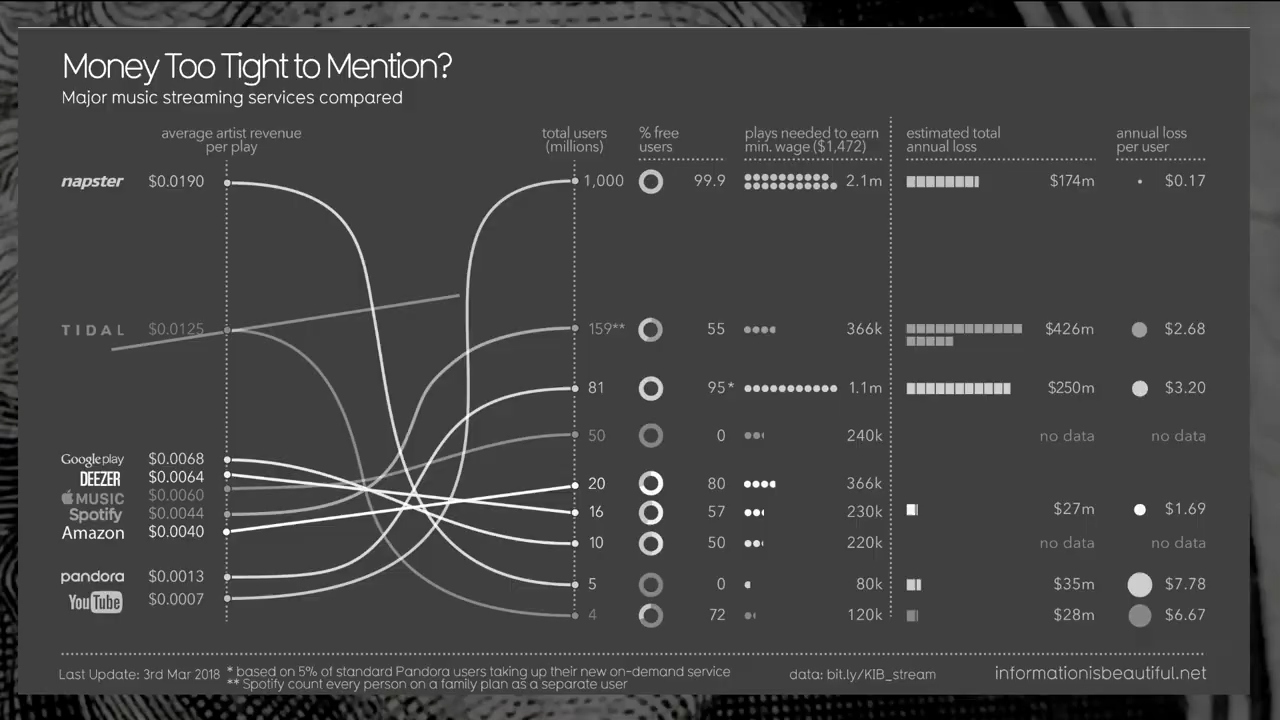 Money Too Tight to Mention?
Major music streaming services compared
average artist revenue
per play
total users
(millions)
% free
users
plays needed to earn
min. wage ($1,472)
estimated total
annual loss
annual loss
per user
napster $0.0190 1,000 99.9 2.1m $174m $0.17
TIDAL $0.0125 159** 55 366k $426m $2.68
81 95* 1.1m $250m $3.20
50 0 240k no data no data
Google play $0.0068
DEEZER $0.0064 20 80 366k
MUSIC $0.0060
Spotify $0.0044 16 57 230k $27m $1.69
Amazon $0.0040 10 50 220k no data no data
pandora $0.0013 5 0 80k $35m $7.78
YouTube $0.0007 4 72 120k $28m $6.67
Last Update: 3rd Mar 2018 * based on 5% of standard Pandora users taking up their new on-demand service
** Spotify count every person on a family plan as a separate user
data: bit.ly/KIB_stream
informationisbeautiful.net